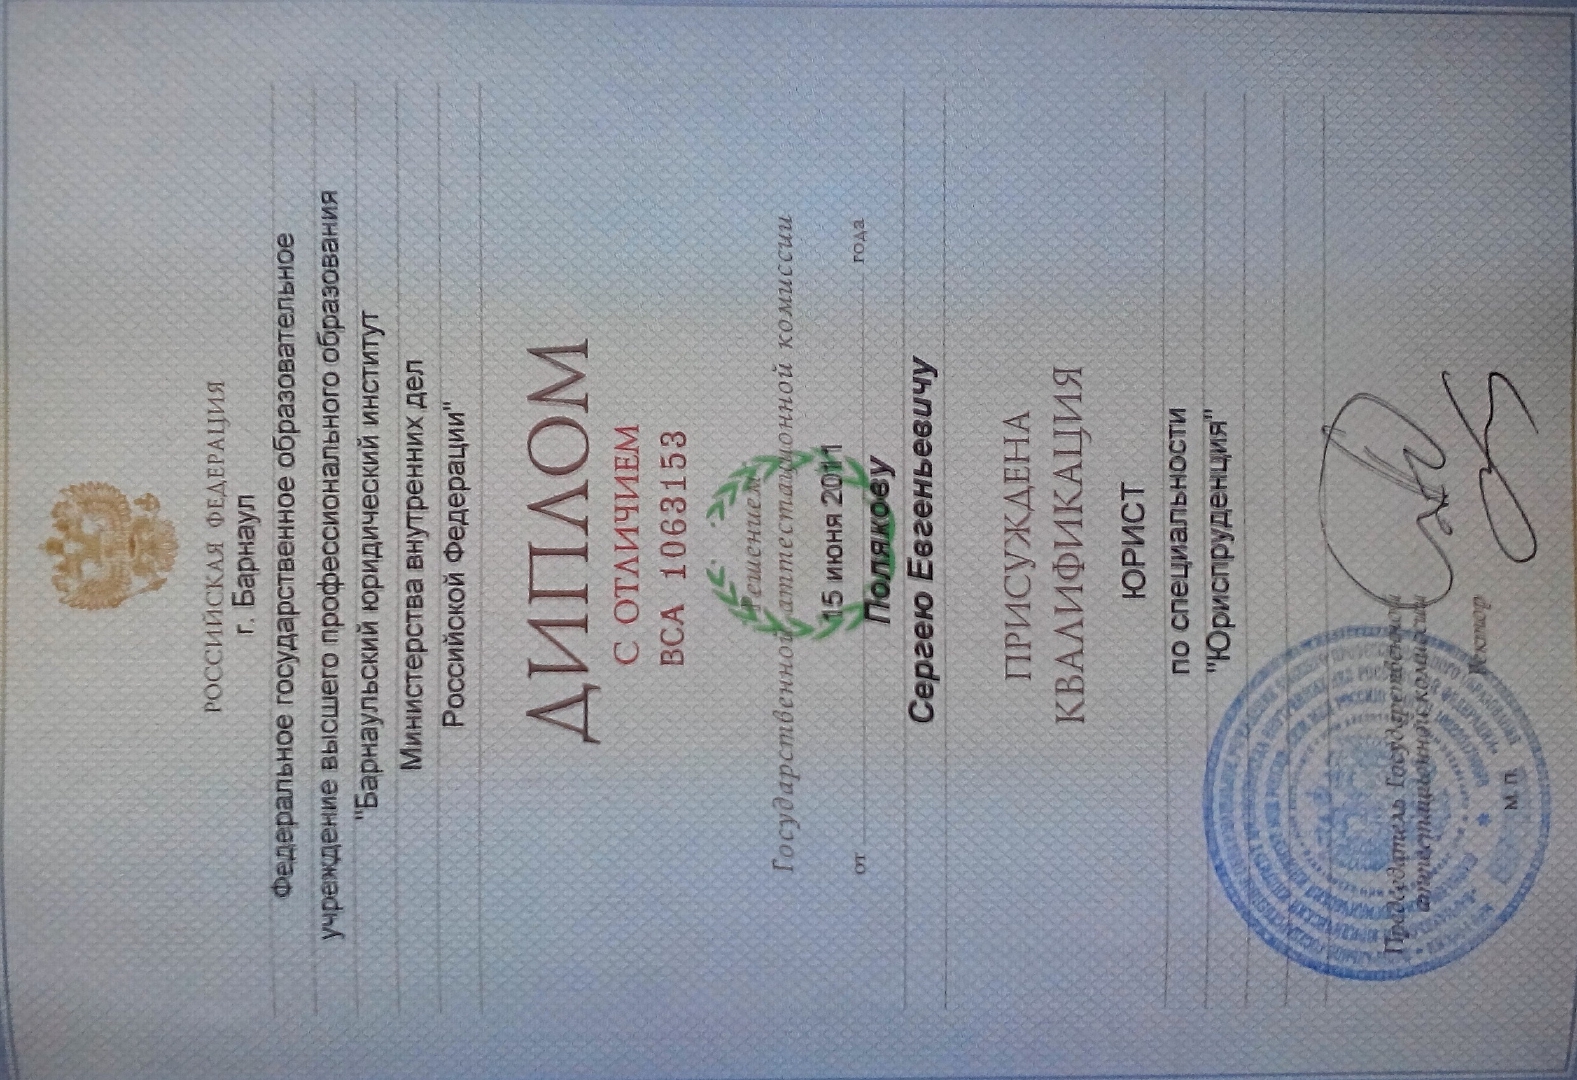 РОССИЙСКАЯ ФЕДЕРАЦИЯ
г. Барнаул
Федеральное государственное образовательное
учреждение высшего профессионального образования
"Барнаульский юридический институт
Министерства внутренних дел
Российской Федерации"
ДИПЛОМ
С ОТЛИЧИЕМ
ВСА 1063153
Решением
Государственной аттестационной комиссии
от 15 июня 2011 года
Полякову
Сергею Евгеньевичу
ПРИСУЖДЕНА
КВАЛИФИКАЦИЯ
ЮРИСТ
по специальности
"Юриспруденция"
Председатель Государственной
аттестационной комиссии
Ректор
М.П.